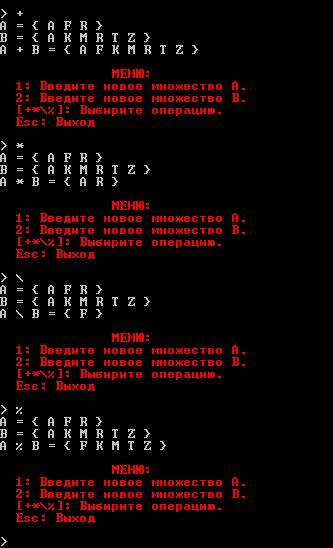 > +
A = { A F R }
B = { A K M R T Z }
A + B = { A F K M R T Z }
МЕНЮ:
1: Введите новое множество A.
2: Введите новое множество B.
[+*\%]: Выбирите операцию.
Esc: Выход
> *
A = { A F R }
B = { A K M R T Z }
A * B = { A R }
МЕНЮ:
1: Введите новое множество A.
2: Введите новое множество B.
[+*\%]: Выбирите операцию.
Esc: Выход
> \
A = { A F R }
B = { A K M R T Z }
A \ B = { F }
МЕНЮ:
1: Введите новое множество A.
2: Введите новое множество B.
[+*\%]: Выбирите операцию.
Esc: Выход
> %
A = { A F R }
B = { A K M R T Z }
A % B = { F K M T Z }
МЕНЮ:
1: Введите новое множество A.
2: Введите новое множество B.
[+*\%]: Выбирите операцию.
Esc: Выход
>